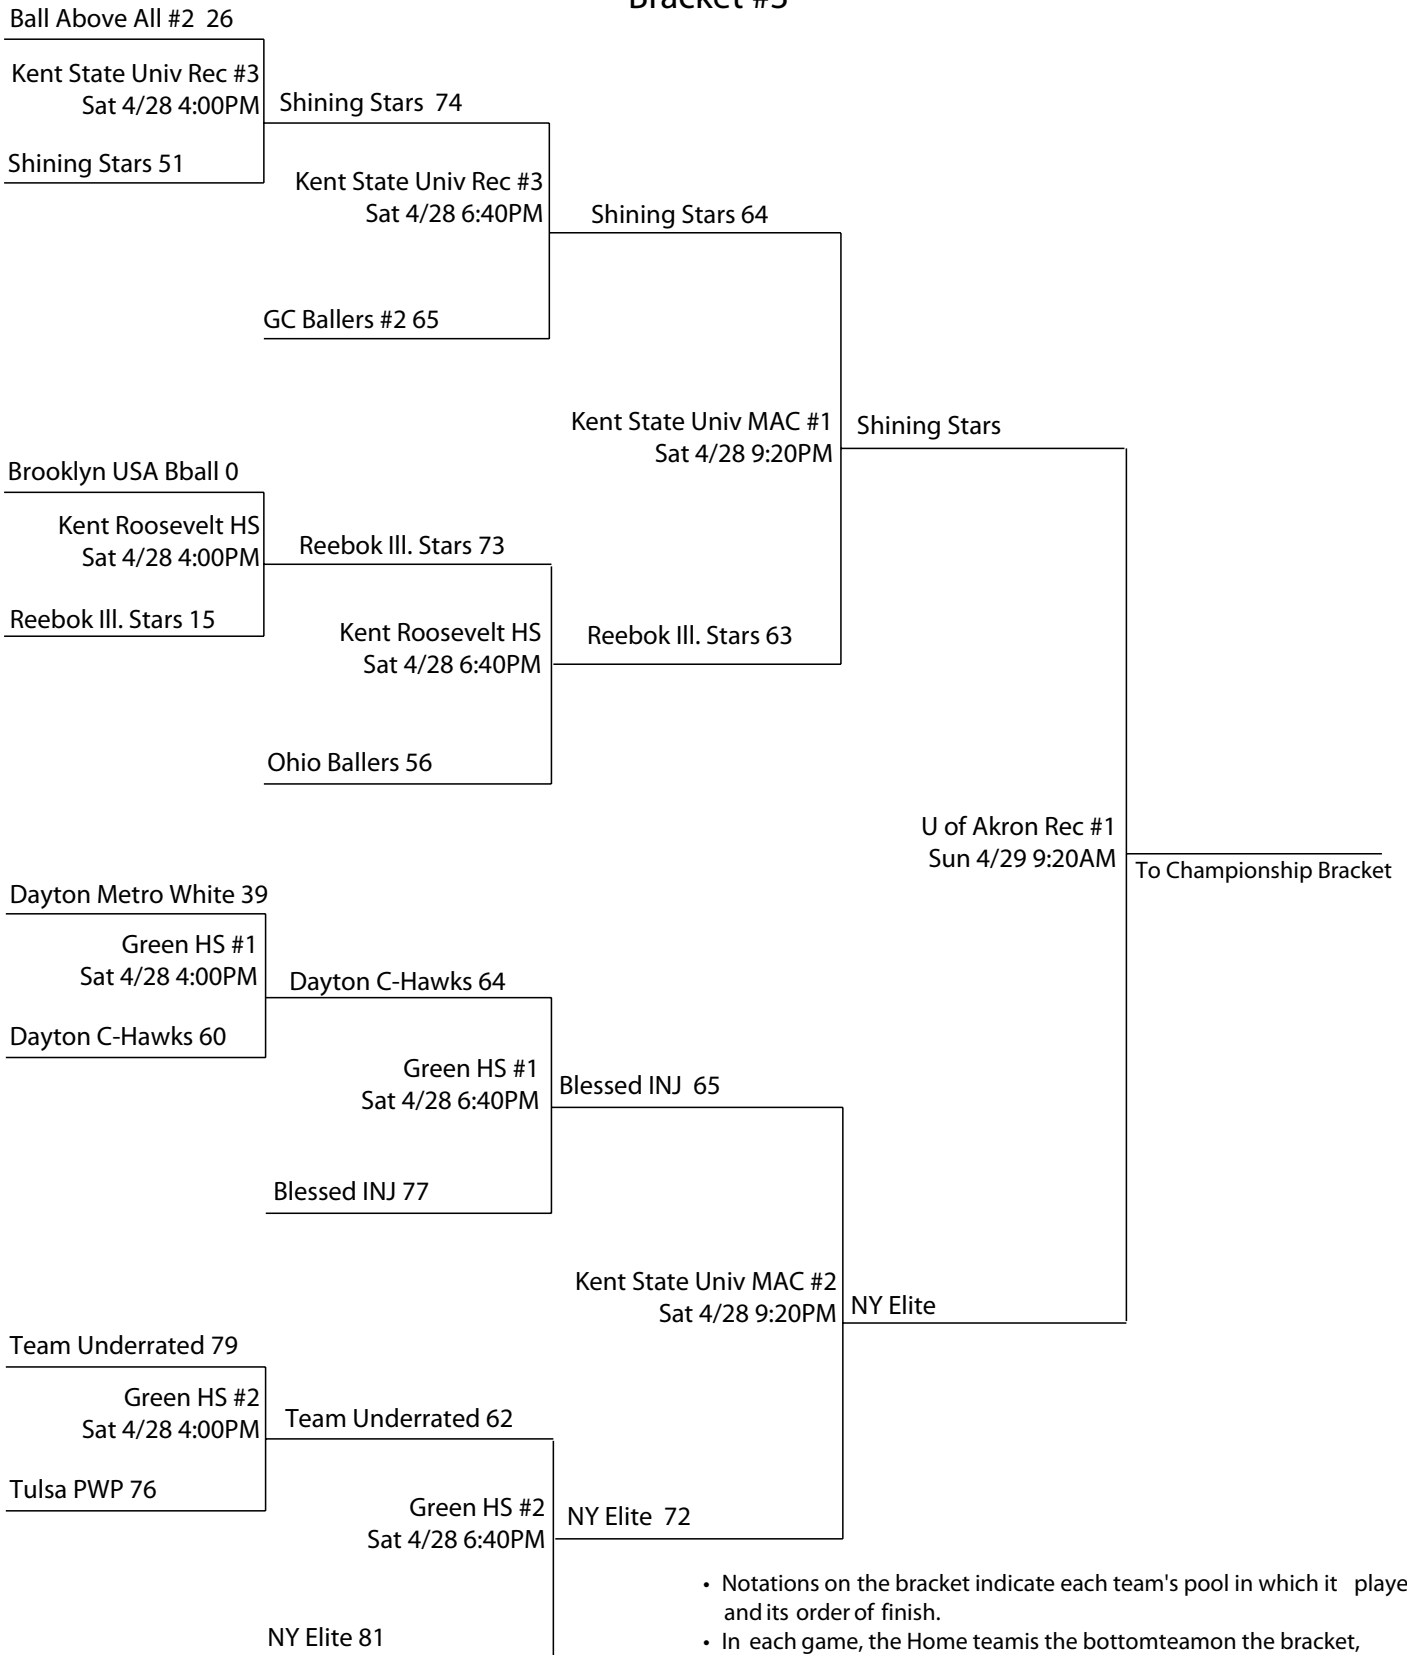 Bracket #3
Ball Above All #2 26
Kent State Univ Rec #3
Sat 4/28 4:00PM
Shining Stars 51
Shining Stars 74
Kent State Univ Rec #3
Sat 4/28 6:40PM
GC Ballers #2 65
Shining Stars 64
Kent State Univ MAC #1
Sat 4/28 9:20PM
Shining Stars
Brooklyn USA Bball 0
Kent Roosevelt HS
Sat 4/28 4:00PM
Reebok Ill. Stars 15
Reebok Ill. Stars 73
Kent Roosevelt HS
Sat 4/28 6:40PM
Ohio Ballers 56
Reebok Ill. Stars 63
U of Akron Rec #1
Sun 4/29 9:20AM
To Championship Bracket
Dayton Metro White 39
Green HS #1
Sat 4/28 4:00PM
Dayton C-Hawks 60
Dayton C-Hawks 64
Green HS #1
Sat 4/28 6:40PM
Blessed INJ 77
Blessed INJ 65
Kent State Univ MAC #2
Sat 4/28 9:20PM
NY Elite
Team Underrated 79
Green HS #2
Sat 4/28 4:00PM
Tulsa PWP 76
Team Underrated 62
Green HS #2
Sat 4/28 6:40PM
NY Elite 81
NY Elite 72
• Notations on the bracket indicate each team's pool in which it playe
and its order of finish.
• In each game, the Home teamis the bottomteamon the bracket,